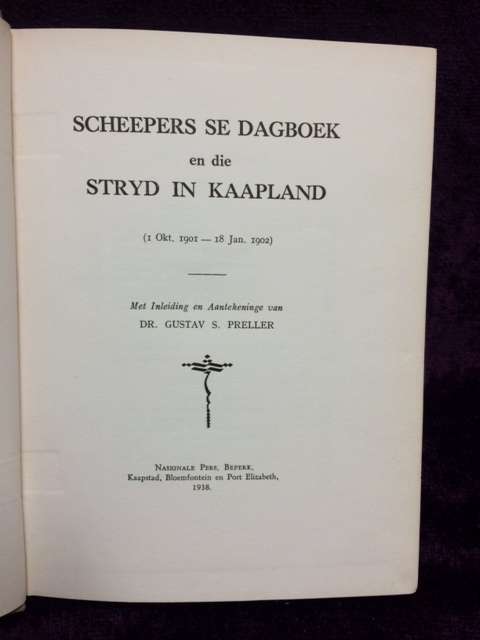 SCHEEPERS SE DAGBOEK
en die
STRYD IN KAAPLAND
(1 Okt. 1901 — 18 Jan. 1902)
Met Inleiding en Aantekeninge van
DR. GUSTAV S. PRELLER
NASIONALE PERS, BEPERK,
Kaapstad, Bloemfontein en Port Elizabeth,
1938.